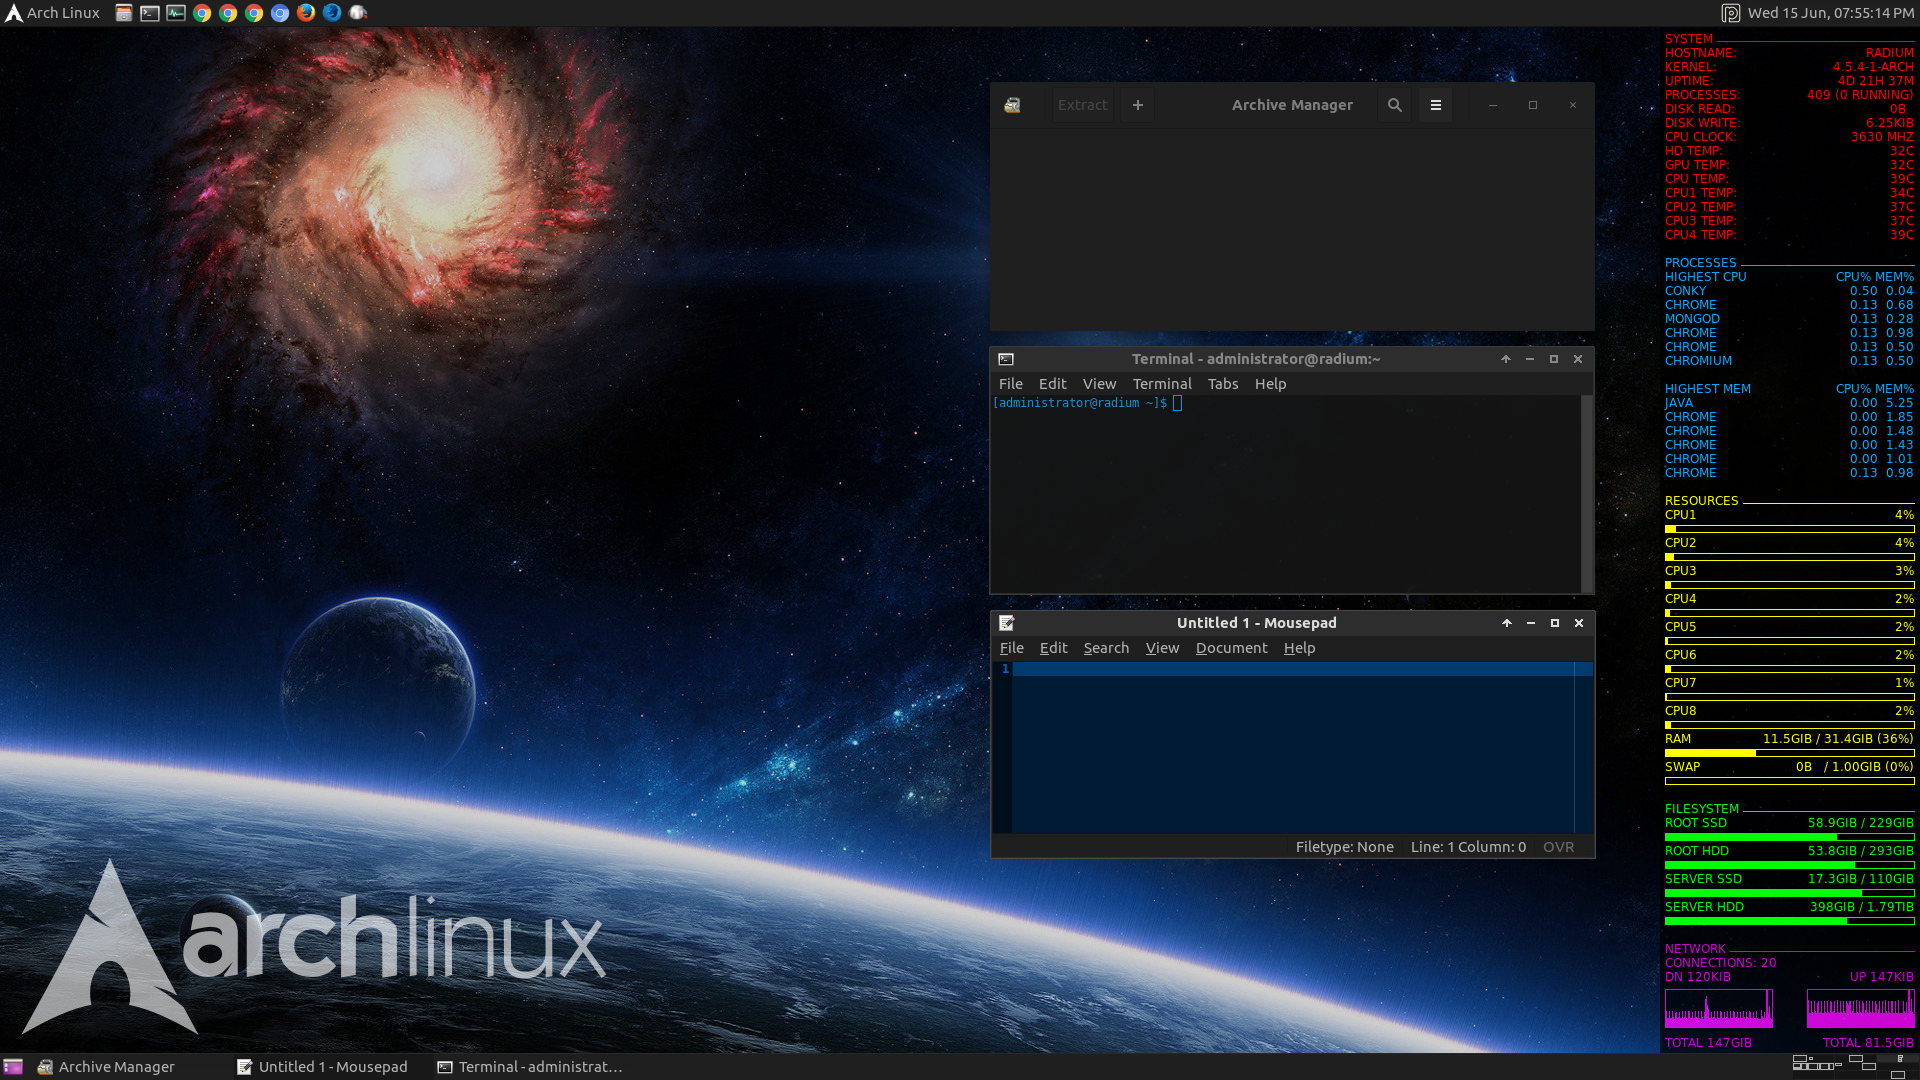 Arch Linux
Wed 15 Jun, 07:55:14 PM
Extract
Archive Manager
Terminal - administrator@radium:~
File Edit View Terminal Tabs Help
[administrator@radium ~]$
Untitled 1 - Mousepad
File Edit Search View Document Help
1
Filetype: None Line: 1 Column: 0 OVR
archlinux
SYSTEM
HOSTNAME: RADIUM
KERNEL: 4.5.4-1-ARCH
UPTIME: 4D 21H 37M
PROCESSES: 409 (0 RUNNING)
DISK READ: 0B
DISK WRITE: 6.25KIB
CPU CLOCK: 3630 MHZ
HD TEMP: 32C
GPU TEMP: 32C
CPU TEMP: 39C
CPU1 TEMP: 34C
CPU2 TEMP: 37C
CPU3 TEMP: 37C
CPU4 TEMP: 39C
PROCESSES
HIGHEST CPU CPU% MEM%
CONKY 0.50 0.04
CHROME 0.13 0.68
MONGOD 0.13 0.28
CHROME 0.13 0.98
CHROME 0.13 0.50
CHROMIUM 0.13 0.50
HIGHEST MEM CPU% MEM%
JAVA 0.00 5.25
CHROME 0.00 1.85
CHROME 0.00 1.48
CHROME 0.00 1.43
CHROME 0.00 1.01
CHROME 0.13 0.98
RESOURCES
CPU1 4%
CPU2 4%
CPU3 3%
CPU4 2%
CPU5 2%
CPU6 2%
CPU7 1%
CPU8 2%
RAM 11.5GIB / 31.4GIB (36%)
SWAP 0B / 1.00GIB (0%)
FILESYSTEM
ROOT SSD 58.9GIB / 229GIB
ROOT HDD 53.8GIB / 293GIB
SERVER SSD 17.3GIB / 110GIB
SERVER HDD 398GIB / 1.79TIB
NETWORK
CONNECTIONS: 20
DN 120KIB UP 147KIB
TOTAL 147GIB TOTAL 81.5GIB
Archive Manager
Untitled 1 - Mousepad
Terminal - administrat...